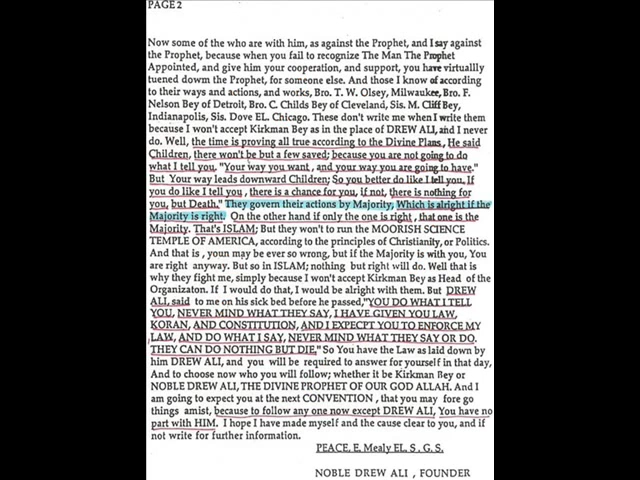 PAGE 2
Now some of the who are with him, as against the Prophet, and I say against
the Prophet, because when you fail to recognize The Man The Prophet
Appointed, and give him your cooperation, and support, you have virtuallly
tuened dowm the Prophet, for someone else. And those I know of according
to their ways and actions, and works, Bro. T. W. Olsey, Milwaukee, Bro. F.
Nelson Bey of Detroit, Bro. C. Childs Bey of Cleveland, Sis. M. Cliff Bey,
Indianapolis, Sis. Dove EL. Chicago. These don't write me when I write them
because I won't accept Kirkman Bey as in the place of DREW ALI, and I never
do. Well, the time is proving all true according to the Divine Plans, He said
Children, there won't be but a few saved; because you are not going to do
what I tell you, "Your way you want, and your way you are going to have."
But Your way leads downward Children; So you better do like I tell you. If
you do like I tell you, there is a chance for you, if not, there is nothing for
you, but Death." They govern their actions by Majority; Which is alright if the
Majority is right. On the other hand if only the one is right, that one is the
Majority. That's ISLAM; But they won't to run the MOORISH SCIENCE
TEMPLE OF AMERICA, according to the principles of Christianity, or Politics.
And that is, youn may be ever so wrong, but if the Majority is with you, You
are right anyway. But so in ISLAM; nothing but right will do. Well that is
why they fight me, simply because I won't accept Kirkman Bey as Head of the
Organizaton. If I would do that, I would be alright with them. But DREW
ALI, said to me on his sick bed before he passed, "YOU DO WHAT I TELL
YOU, NEVER MIND WHAT THEY SAY, I HAVE GIVEN YOU LAW,
KORAN, AND CONSTITUTION, AND I EXPECPT YOU TO ENFORCE MY
LAW, AND DO WHAT I SAY, NEVER MIND WHAT THEY SAY OR DO.
THEY CAN DO NOTHING BUT DIE." So You have the Law as laid down by
him DREW ALI, and you will be required to answer for yourself in that day,
And to choose now who you will follow; whether it be Kirkman Bey or
NOBLE DREW ALI, THE DIVINE PROPHET OF OUR GOD ALLAH. And I
am going to expect you at the next CONVENTION, that you may fore go
things amist, because to follow any one now except DREW ALI, You have no
part with HIM. I hope I have made myself and the cause clear to you, and if
not write for further information.
PEACE, E. Mealy EL, S. G. S.
NOBLE DREW ALI, FOUNDER